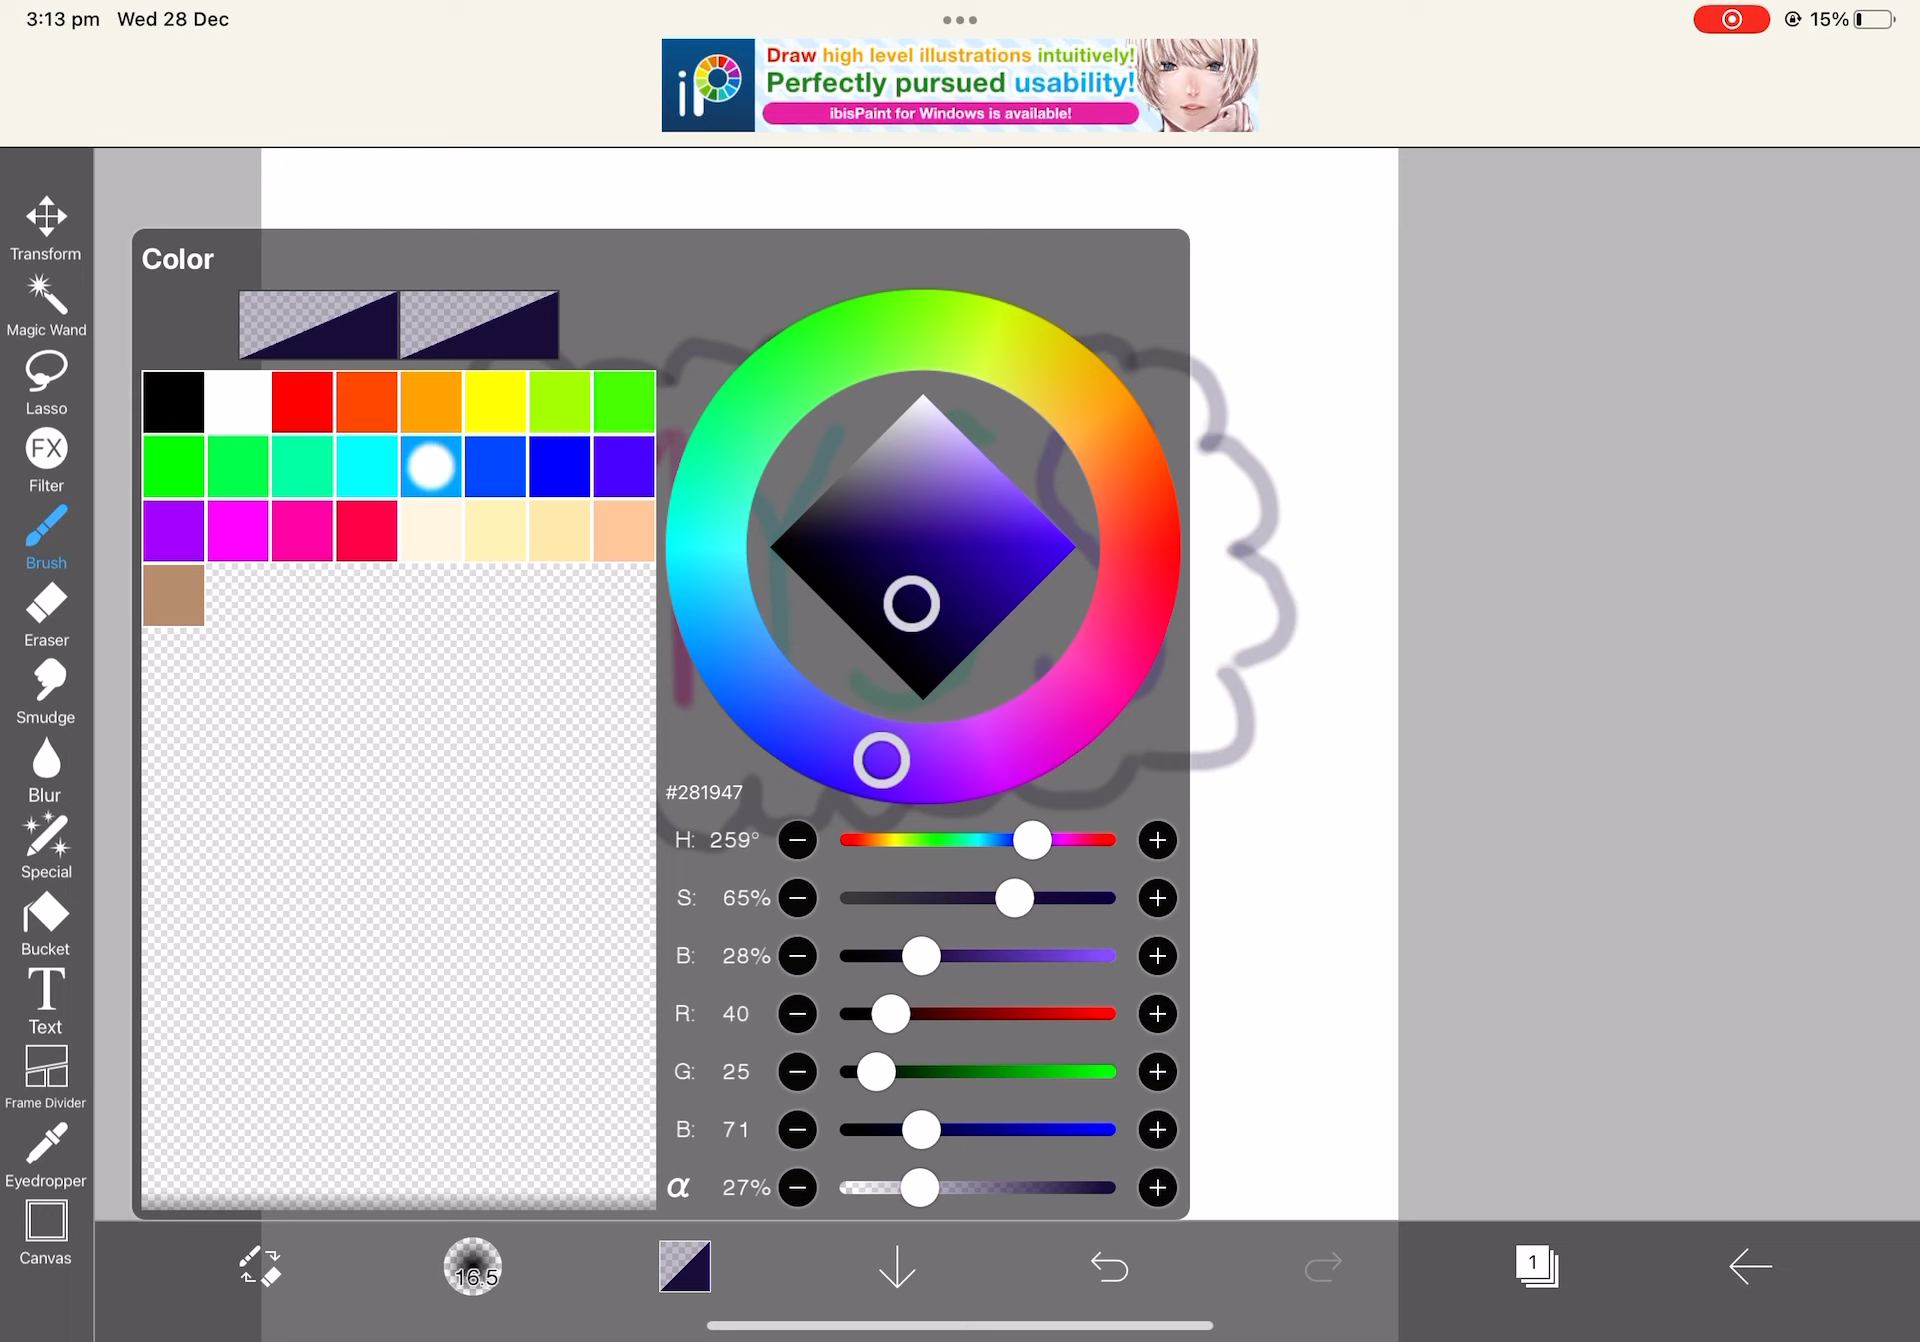 3:13 pm Wed 28 Dec
15%
iP
Draw high level illustrations intuitively!
Perfectly pursued usability!
ibisPaint for Windows is available!
Transform
Magic Wand
Lasso
FX
Filter
Brush
Eraser
Smudge
Blur
Special
Bucket
T
Text
Frame Divider
Eyedropper
Canvas
Color
#281947
H: 259°
S: 65%
B: 28%
R: 40
G: 25
B: 71
α 27%
16.5
1